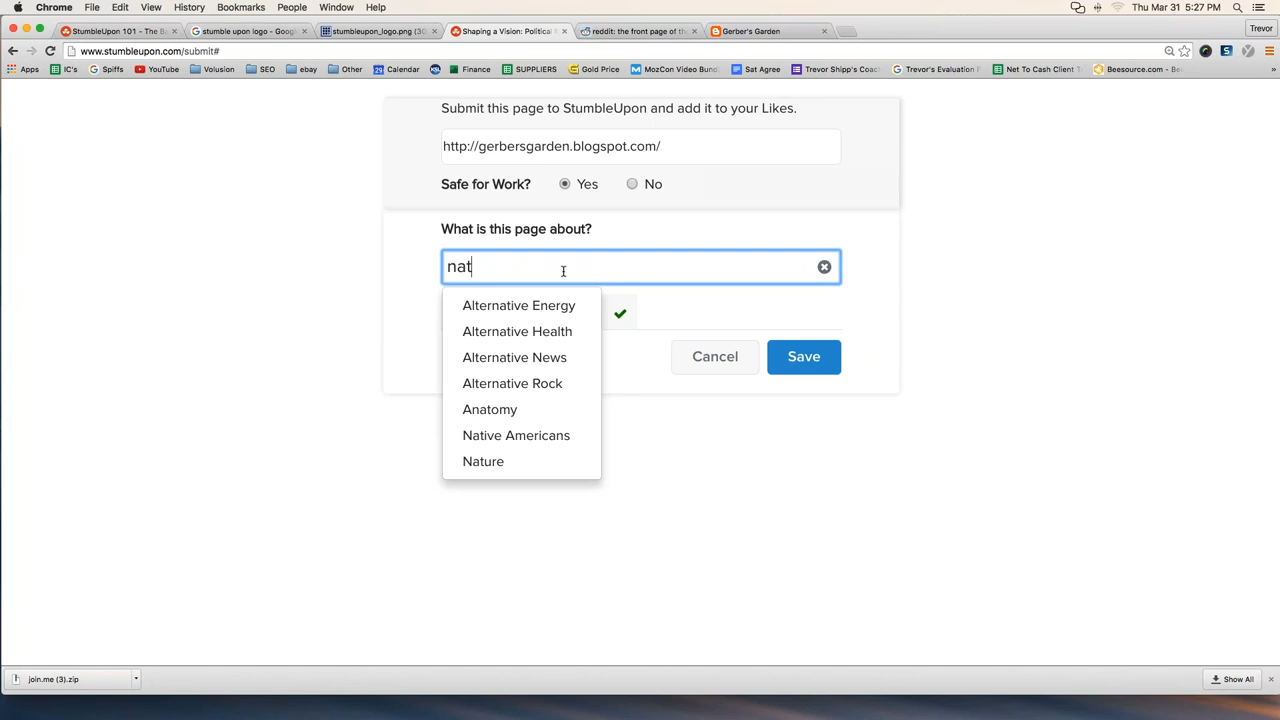 Chrome File Edit View History Bookmarks People Window Help Thu Mar 31 5:27 PM
StumbleUpon 101 - The Ba stumble upon logo - Goog stumbleupon_logo.png (30 Shaping a Vision: Political reddit: the front page of th Gerber's Garden Trevor
www.stumbleupon.com/submit#
Apps IC's Spiffs YouTube Volusion SEO ebay Other Calendar KSL Finance SUPPLIERS Gold Price MozCon Video Bund Sat Agree Trevor Shipp's Coac Trevor's Evaluation F Net To Cash Client T Beesource.com - Be »
Submit this page to StumbleUpon and add it to your Likes.
http://gerbersgarden.blogspot.com/
Safe for Work? Yes No
What is this page about?
nat
Alternative Energy
Alternative Health
Alternative News
Alternative Rock
Anatomy
Native Americans
Nature
Cancel Save
join.me (3).zip Show All